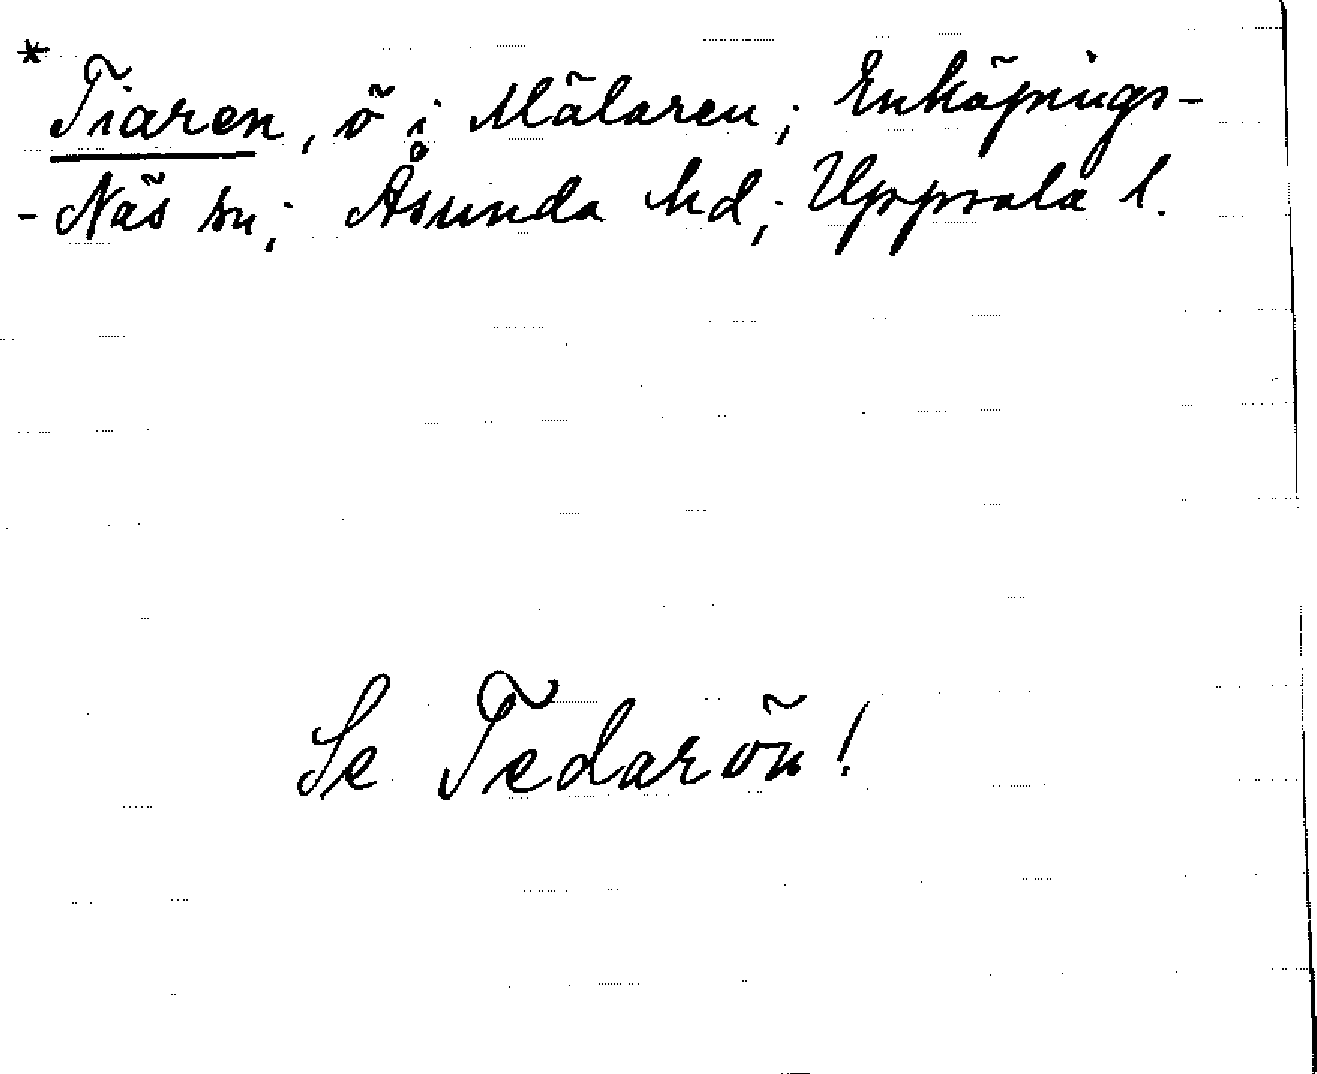 * Tiaren, ö i Mälaren; Enköpings-
- Näs sn; Åsunda hd; Uppsala l.
Se Tedarön!